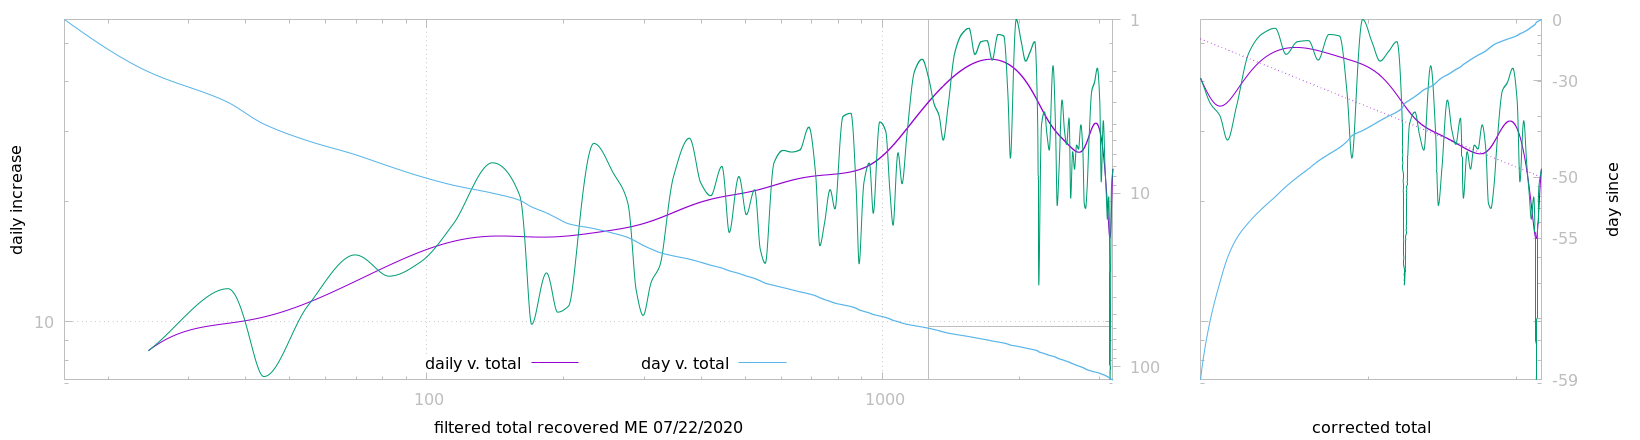 daily increase
10
100
1000
1
10
100
daily v. total
day v. total
filtered total recovered ME 07/22/2020
0
-30
-50
-55
-59
day since
corrected total